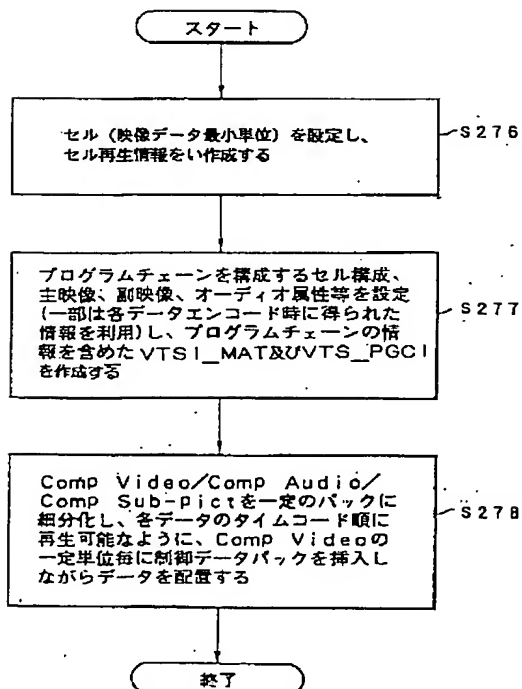 スタート
セル（映像データ最小単位）を設定し、
セル再生情報をい作成する
S276
プログラムチェーンを構成するセル構成、
主映像、副映像、オーディオ属性等を設定
(一部は各データエンコード時に得られた
情報を利用)し、プログラムチェーンの情
報を含めたVTSI_MAT及びVTS_PGCI
を作成する
S277
Comp Video/Comp Audio/
Comp Sub-pictを一定のパックに
細分化し、各データのタイムコード順に
再生可能なように、Comp Videoの
一定単位毎に制御データパックを挿入し
ながらデータを配置する
S278
終了